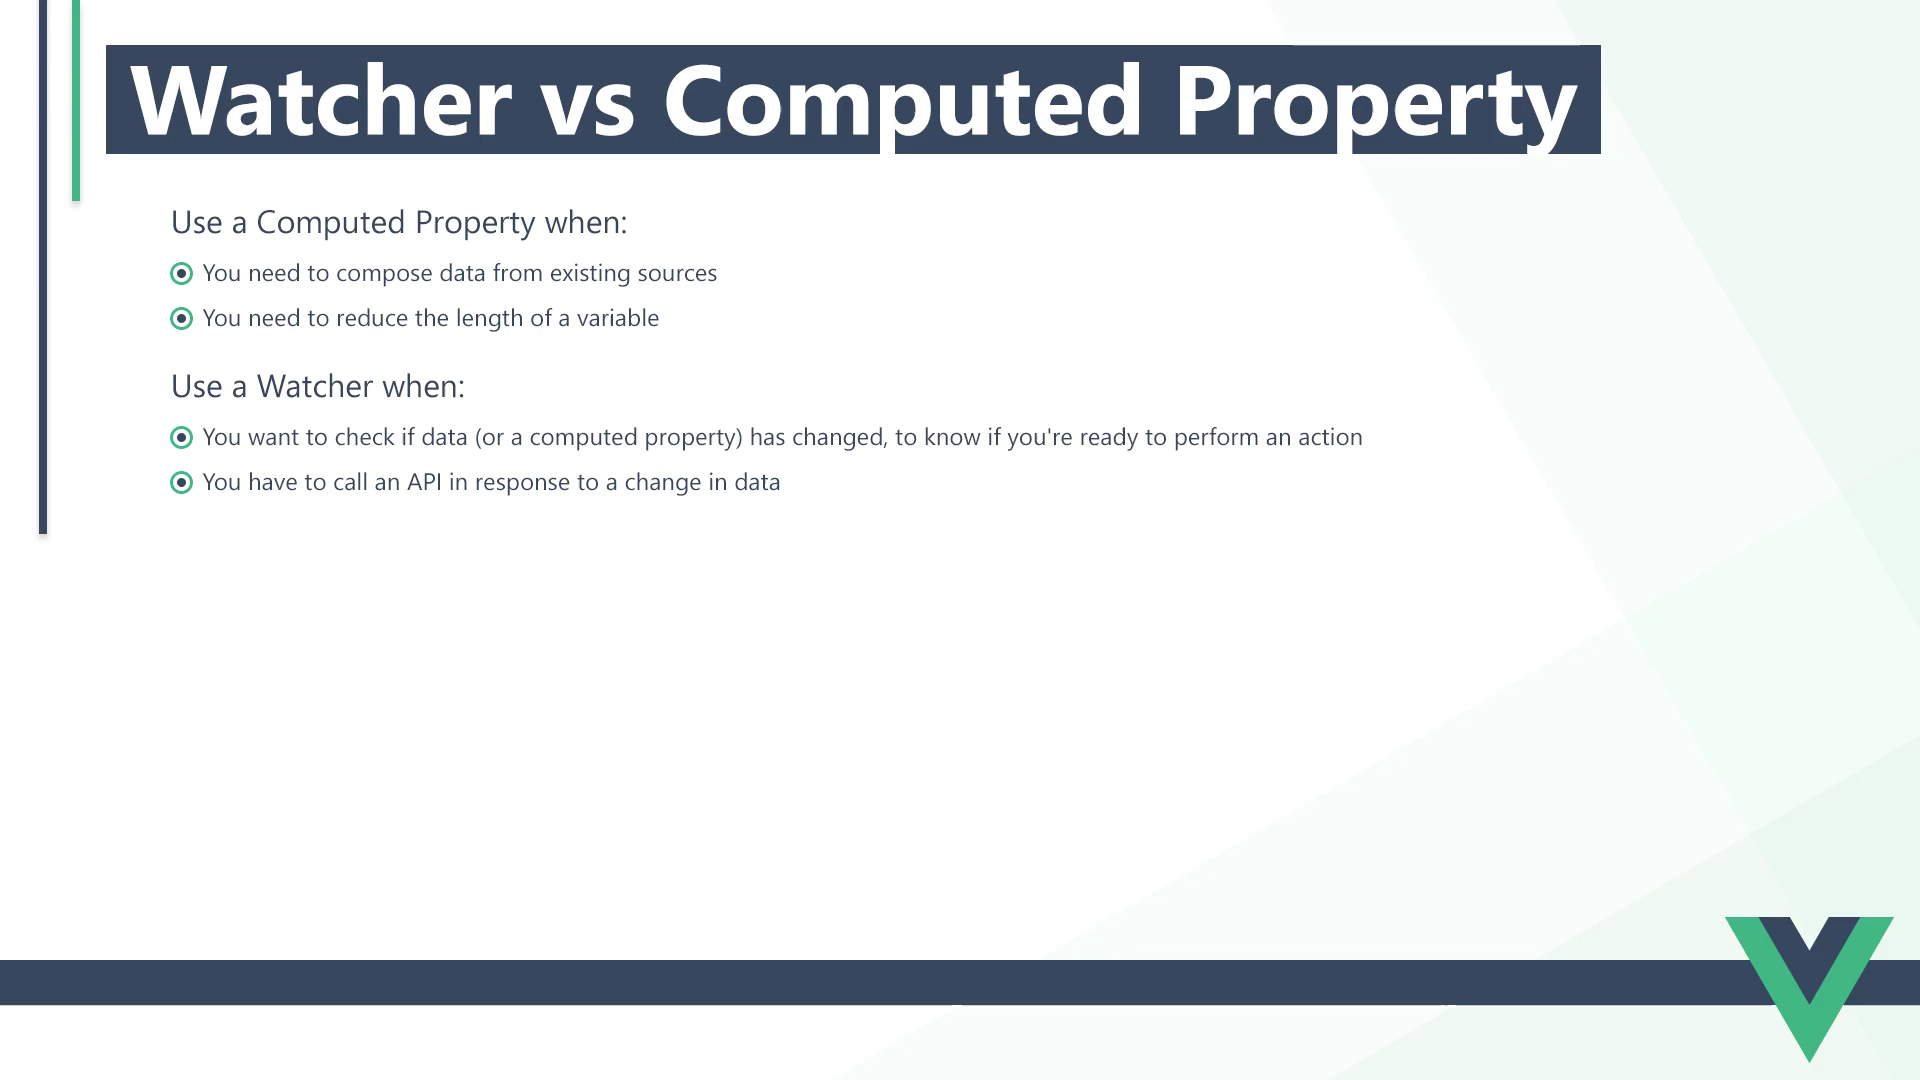 Watcher vs Computed Property
Use a Computed Property when:
You need to compose data from existing sources
You need to reduce the length of a variable
Use a Watcher when:
You want to check if data (or a computed property) has changed, to know if you're ready to perform an action
You have to call an API in response to a change in data